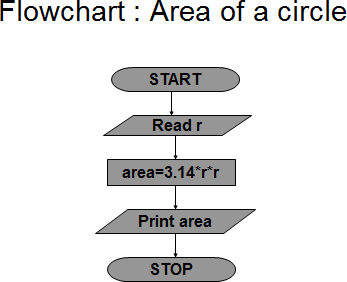 Flowchart : Area of a circle
START
Read r
area=3.14*r*r
Print area
STOP